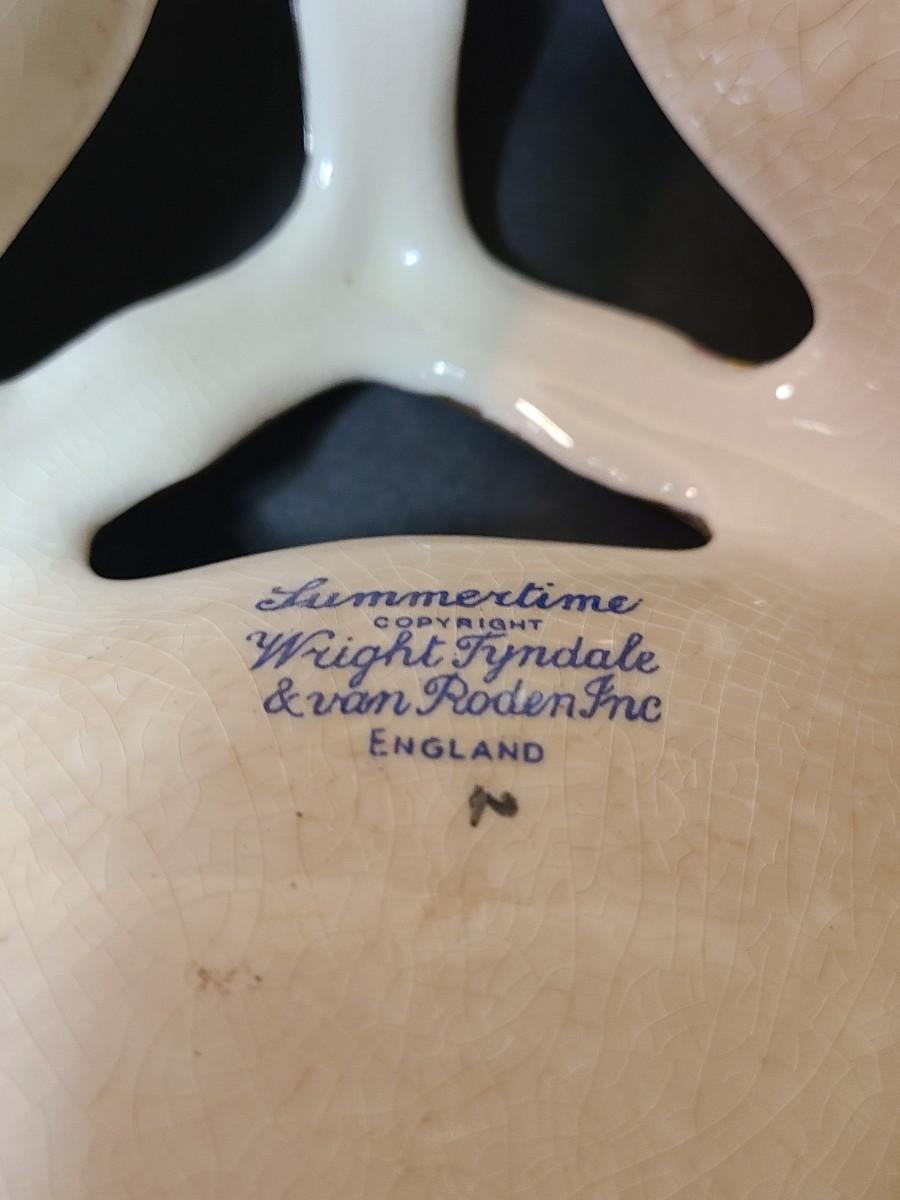 Summertime
COPYRIGHT
Wright Tyndale
& van Roden Inc
ENGLAND